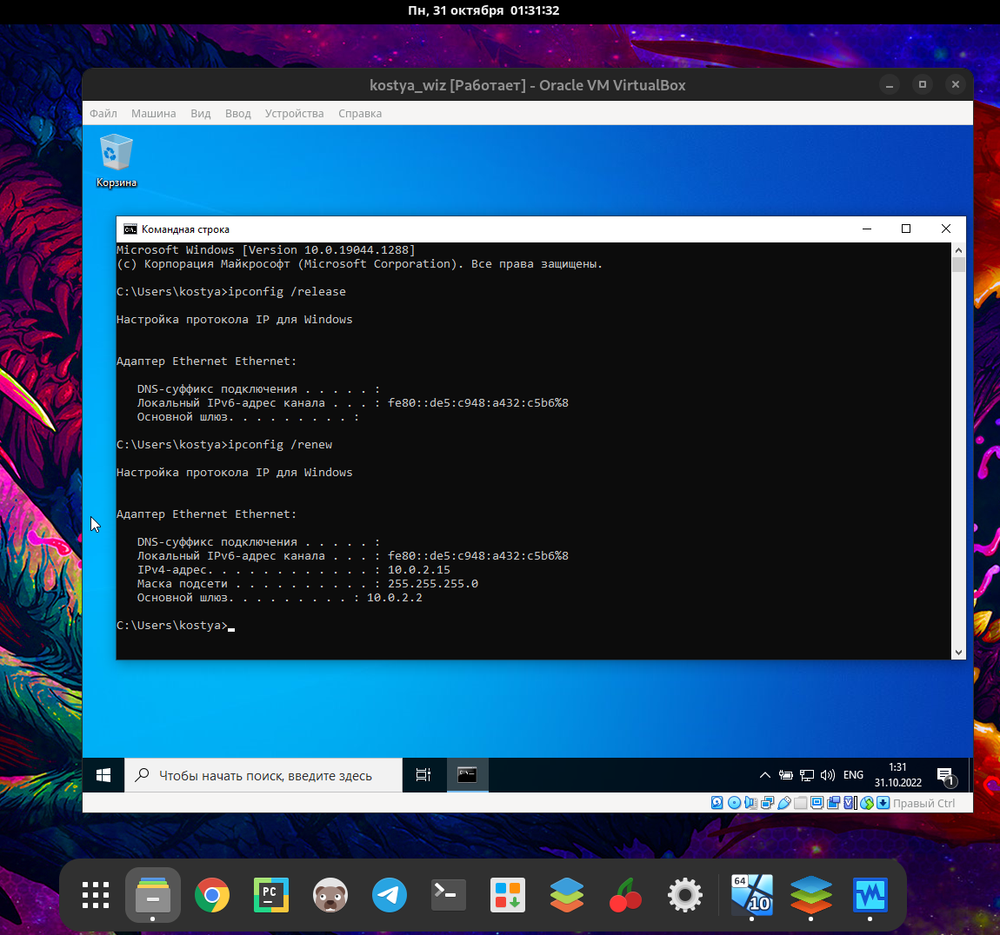 Пн, 31 октября 01:31:32
kostya_wiz [Работает] - Oracle VM VirtualBox
Файл Машина Вид Ввод Устройства Справка
Корзина
Командная строка
Microsoft Windows [Version 10.0.19044.1288]
(c) Корпорация Майкрософт (Microsoft Corporation). Все права защищены.
C:\Users\kostya>ipconfig /release
Настройка протокола IP для Windows
Адаптер Ethernet Ethernet:
DNS-суффикс подключения . . . . . :
Локальный IPv6-адрес канала . . . : fe80::de5:c948:a432:c5b6%8
Основной шлюз. . . . . . . . . :
C:\Users\kostya>ipconfig /renew
Настройка протокола IP для Windows
Адаптер Ethernet Ethernet:
DNS-суффикс подключения . . . . . :
Локальный IPv6-адрес канала . . . : fe80::de5:c948:a432:c5b6%8
IPv4-адрес. . . . . . . . . . . . : 10.0.2.15
Маска подсети . . . . . . . . . . : 255.255.255.0
Основной шлюз. . . . . . . . . : 10.0.2.2
C:\Users\kostya>
Чтобы начать поиск, введите здесь
ENG
1:31
31.10.2022
1
Правый Ctrl
PC
64
10